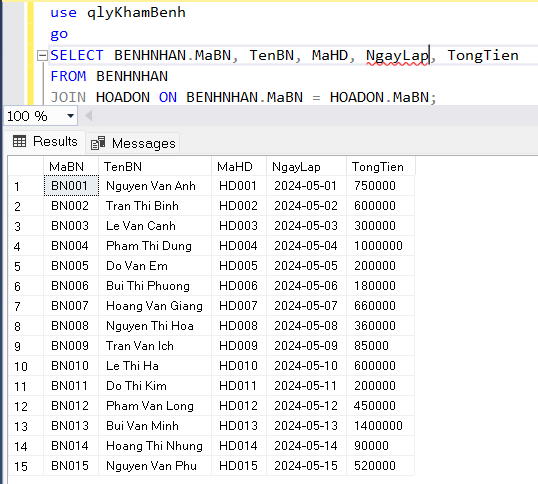 use qlyKhamBenh
go
SELECT BENHNHAN.MaBN, TenBN, MaHD, NgayLap, TongTien
FROM BENHNHAN
JOIN HOADON ON BENHNHAN.MaBN = HOADON.MaBN;
100 %
Results Messages
MaBN TenBN MaHD NgayLap TongTien
1 BN001 Nguyen Van Anh HD001 2024-05-01 750000
2 BN002 Tran Thi Binh HD002 2024-05-02 600000
3 BN003 Le Van Canh HD003 2024-05-03 300000
4 BN004 Pham Thi Dung HD004 2024-05-04 1000000
5 BN005 Do Van Em HD005 2024-05-05 200000
6 BN006 Bui Thi Phuong HD006 2024-05-06 180000
7 BN007 Hoang Van Giang HD007 2024-05-07 660000
8 BN008 Nguyen Thi Hoa HD008 2024-05-08 360000
9 BN009 Tran Van Ich HD009 2024-05-09 85000
10 BN010 Le Thi Ha HD010 2024-05-10 600000
11 BN011 Do Thi Kim HD011 2024-05-11 200000
12 BN012 Pham Van Long HD012 2024-05-12 450000
13 BN013 Bui Van Minh HD013 2024-05-13 1400000
14 BN014 Hoang Thi Nhung HD014 2024-05-14 90000
15 BN015 Nguyen Van Phu HD015 2024-05-15 520000